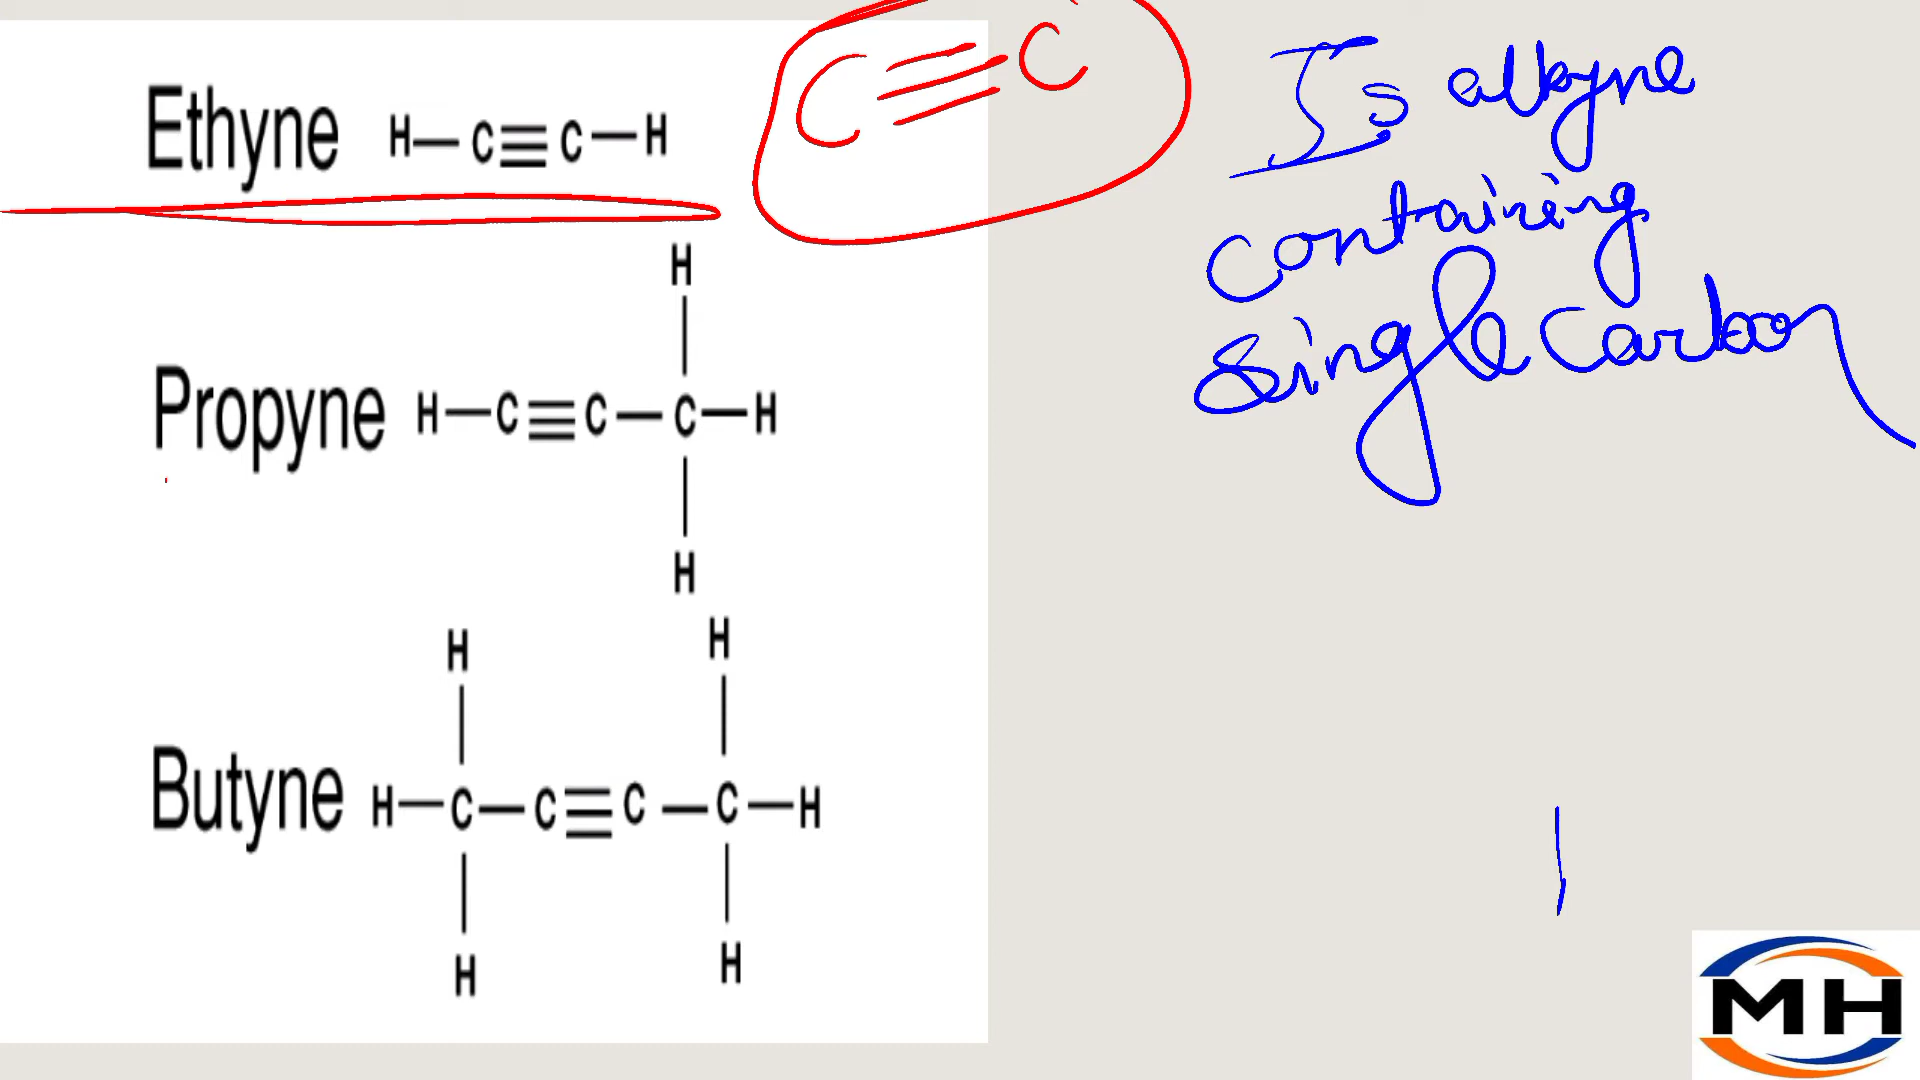 C≡C
Is alkyne
containing
single carbon
Ethyne H—C≡C—H
H
|
Propyne H—C≡C—C—H
|
H
H H
| |
Butyne H—C—C≡C—C—H
| |
H H
MH